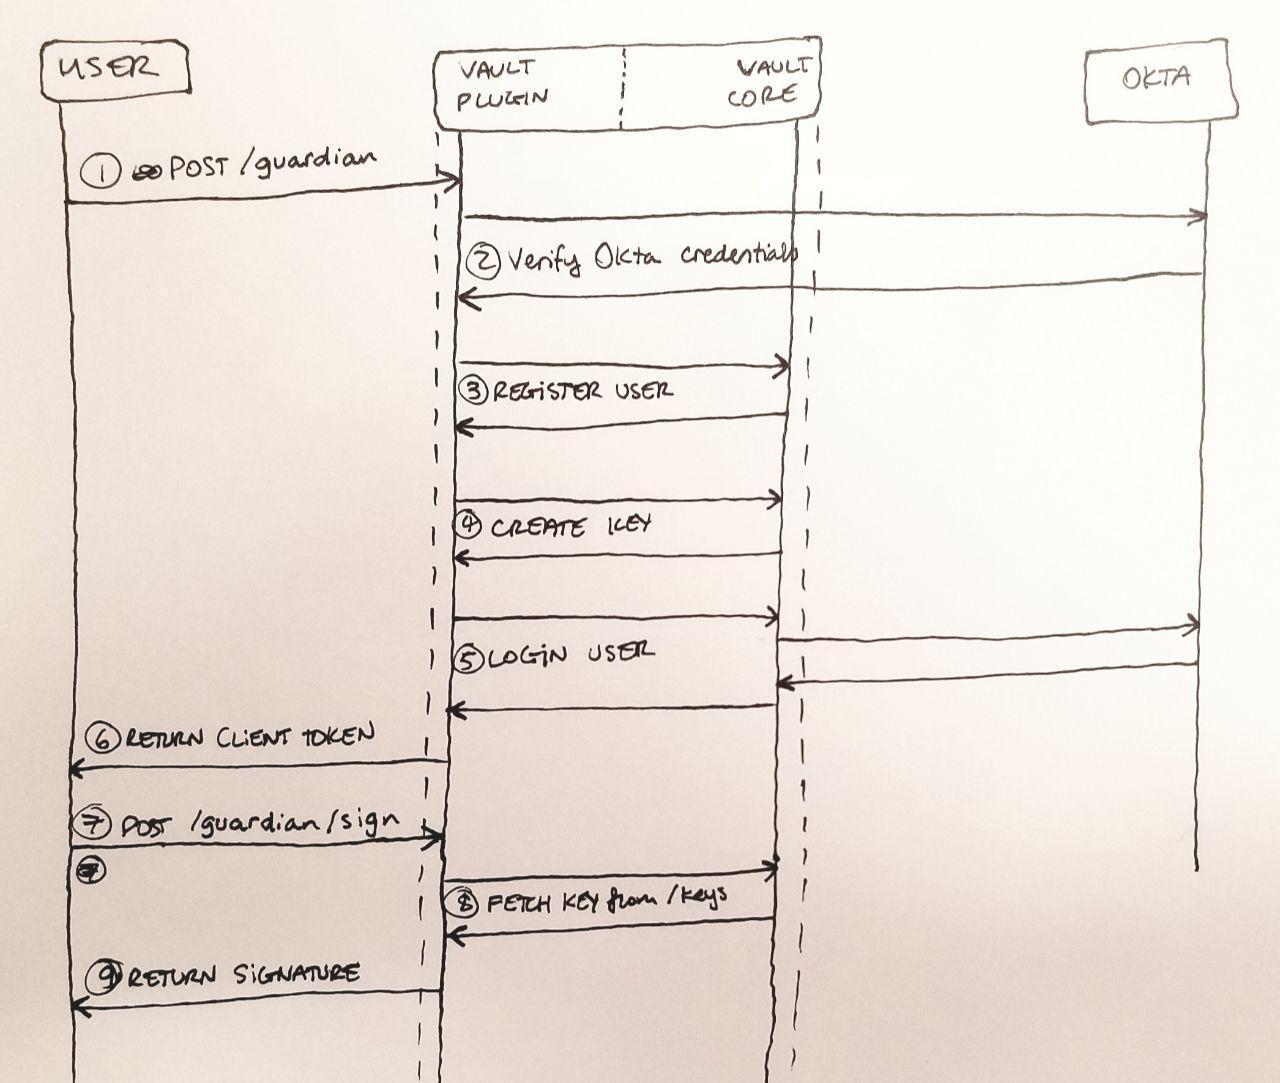 USER
VAULT
PLUGIN
VAULT
CORE
OKTA
1 POST /guardian
2 Verify Okta credentials
3 REGISTER USER
4 CREATE KEY
5 LOGIN USER
6 RETURN CLIENT TOKEN
7 POST /guardian/sign
8 FETCH KEY from /keys
9 RETURN SIGNATURE